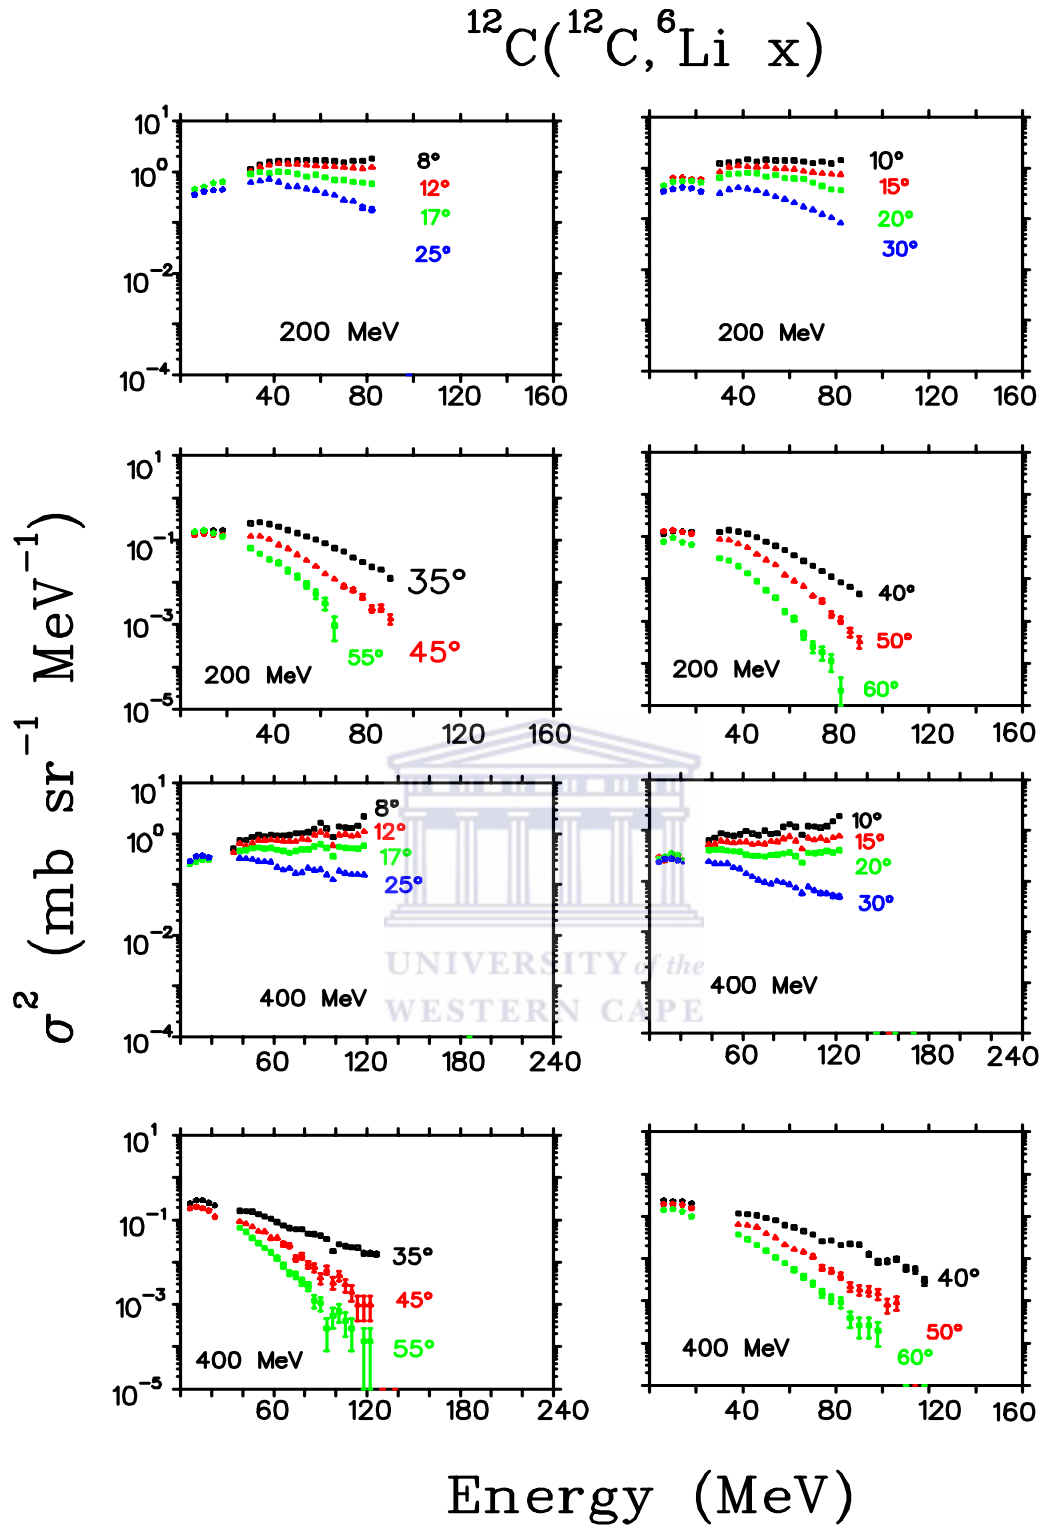 ¹²C(¹²C,⁶Li x)
σ² (mb sr⁻¹ MeV⁻¹)
10¹
10⁰
10⁻²
10⁻⁴
8°
12°
17°
25°
200 MeV
40 80 120 160
10°
15°
20°
30°
200 MeV
40 80 120 160
10¹
10⁻¹
10⁻³
10⁻⁵
35°
45°
55°
200 MeV
40 80 120 160
40°
50°
60°
200 MeV
40 80 120 160
10¹
10⁰
10⁻²
10⁻⁴
8°
12°
17°
25°
400 MeV
60 120 180 240
10°
15°
20°
30°
400 MeV
60 120 180 240
UNIVERSITY of the
WESTERN CAPE
10¹
10⁻¹
10⁻³
10⁻⁵
35°
45°
55°
400 MeV
60 120 180 240
40°
50°
60°
400 MeV
40 80 120 160
Energy (MeV)